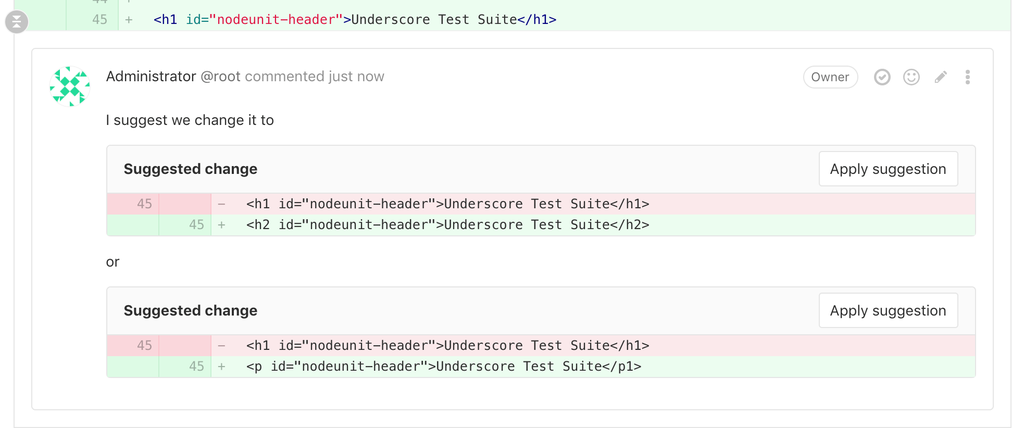 45 + <h1 id="nodeunit-header">Underscore Test Suite</h1>
Administrator @root commented just now Owner
I suggest we change it to
Suggested change Apply suggestion
45 − <h1 id="nodeunit-header">Underscore Test Suite</h1>
45 + <h2 id="nodeunit-header">Underscore Test Suite</h2>
or
Suggested change Apply suggestion
45 − <h1 id="nodeunit-header">Underscore Test Suite</h1>
45 + <p id="nodeunit-header">Underscore Test Suite</p1>